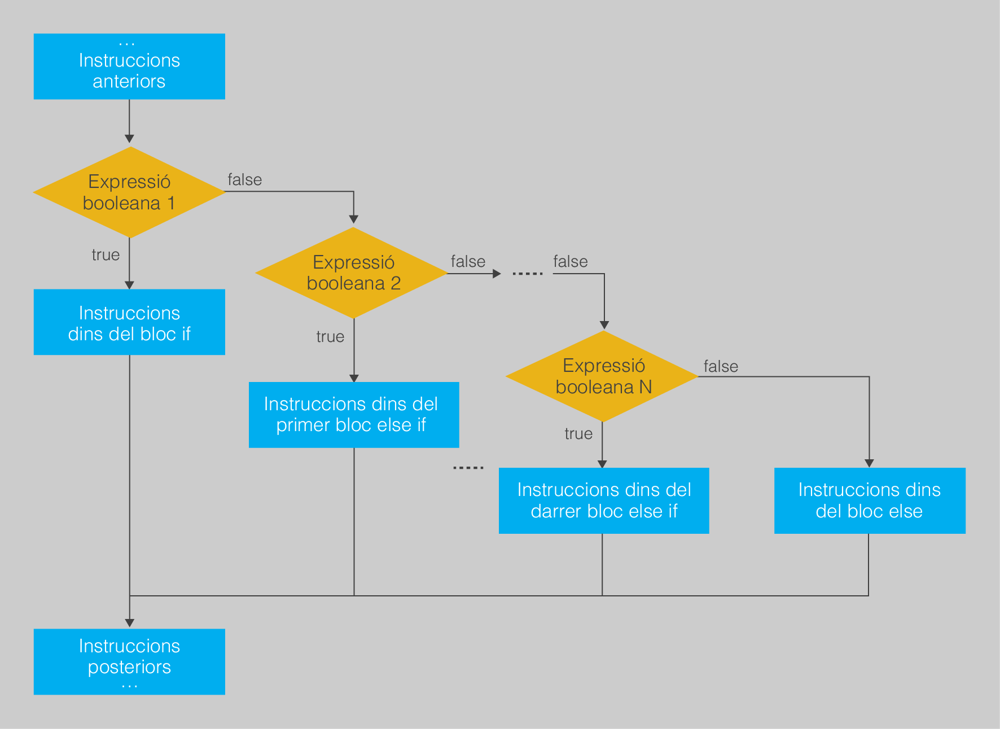 ...
Instruccions
anteriors
Expressió
booleana 1
false
true
Instruccions
dins del bloc if
Expressió
booleana 2
false
false
true
Instruccions dins del
primer bloc else if
Expressió
booleana N
false
true
Instruccions dins del
darrer bloc else if
Instruccions dins
del bloc else
Instruccions
posteriors
...